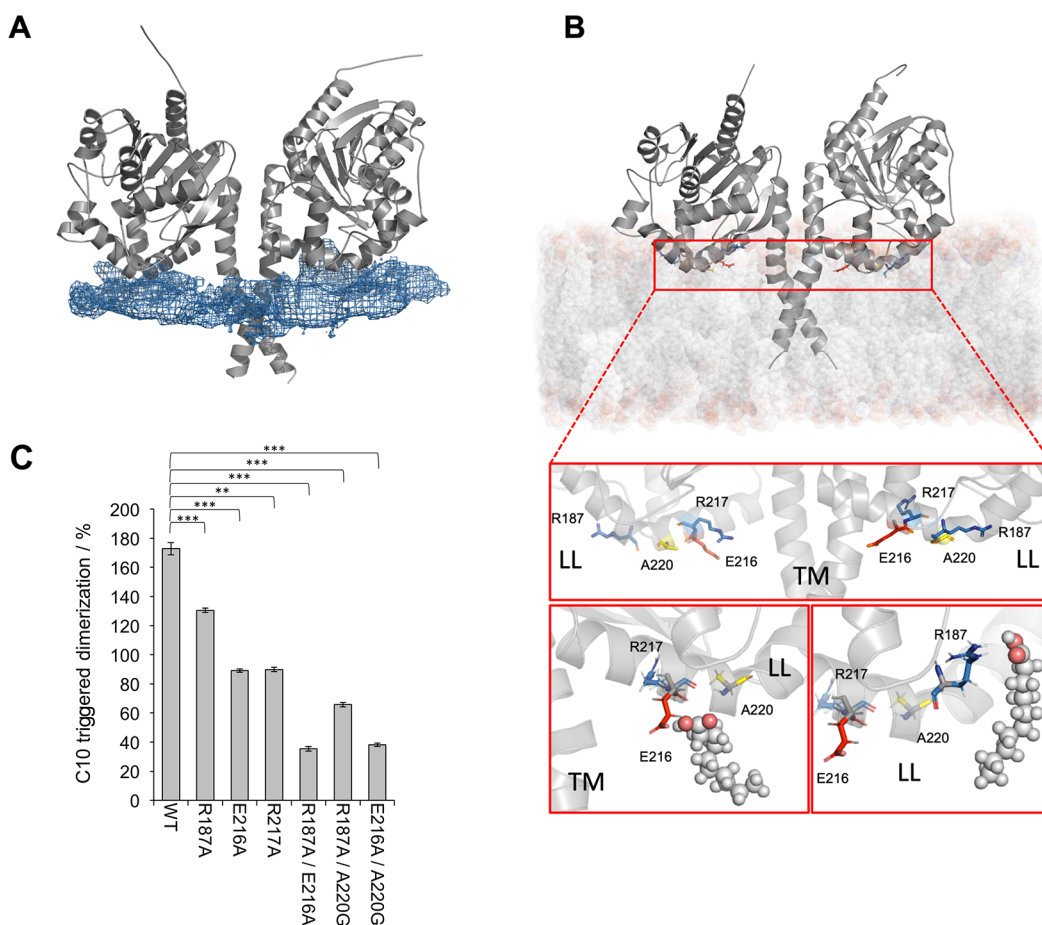 A
B
R217
R217
R187
R187
E216
A220
A220
E216
LL
TM
LL
R217
LL
A220
E216
TM
R187
R217
A220
LL
E216
C
***
***
***
**
***
***
C10 triggered dimerization / %
200
180
160
140
120
100
80
60
40
20
0
WT
R187A
E216A
R217A
R187A / E216A
R187A / A220G
E216A / A220G